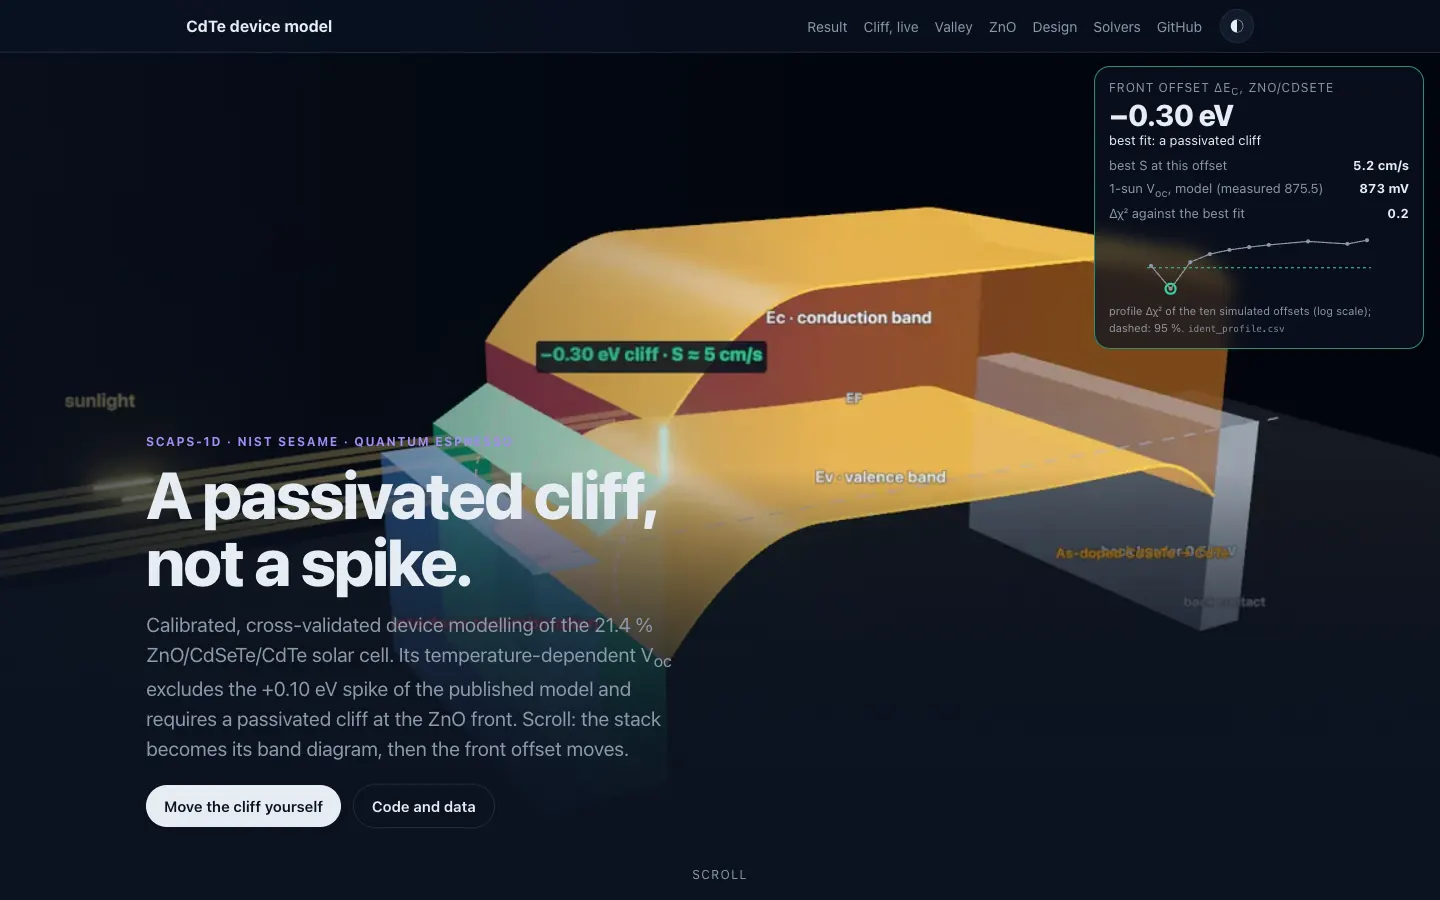 CdTe device model
Result Cliff, live Valley ZnO Design Solvers GitHub
FRONT OFFSET ΔEC, ZNO/CDSETE
−0.30 eV
best fit: a passivated cliff
best S at this offset 5.2 cm/s
1-sun Voc, model (measured 875.5) 873 mV
Δχ² against the best fit 0.2
profile Δχ² of the ten simulated offsets (log scale);
dashed: 95 %. ident_profile.csv
Ec · conduction band
−0.30 eV cliff · S ≈ 5 cm/s
EF
sunlight
SCAPS-1D · NIST SESAME · QUANTUM ESPRESSO
Ev · valence band
A passivated cliff,
not a spike.
back contact
Calibrated, cross-validated device modelling of the 21.4 %
ZnO/CdSeTe/CdTe solar cell. Its temperature-dependent Voc
excludes the +0.10 eV spike of the published model and
requires a passivated cliff at the ZnO front. Scroll: the stack
becomes its band diagram, then the front offset moves.
Move the cliff yourself Code and data
SCROLL